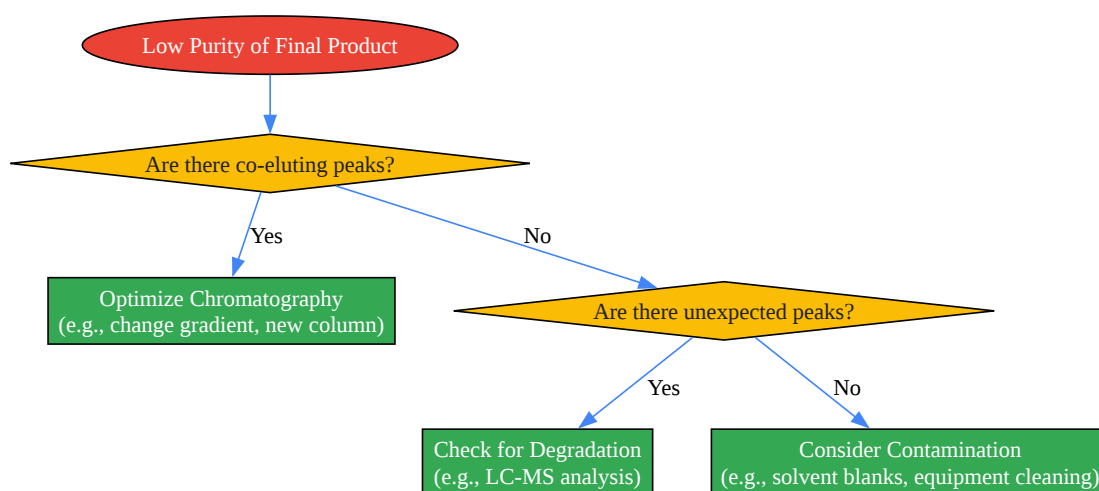 Low Purity of Final Product
Are there co-eluting peaks?
Yes
No
Optimize Chromatography
(e.g., change gradient, new column)
Are there unexpected peaks?
Yes
No
Check for Degradation
(e.g., LC-MS analysis)
Consider Contamination
(e.g., solvent blanks, equipment cleaning)